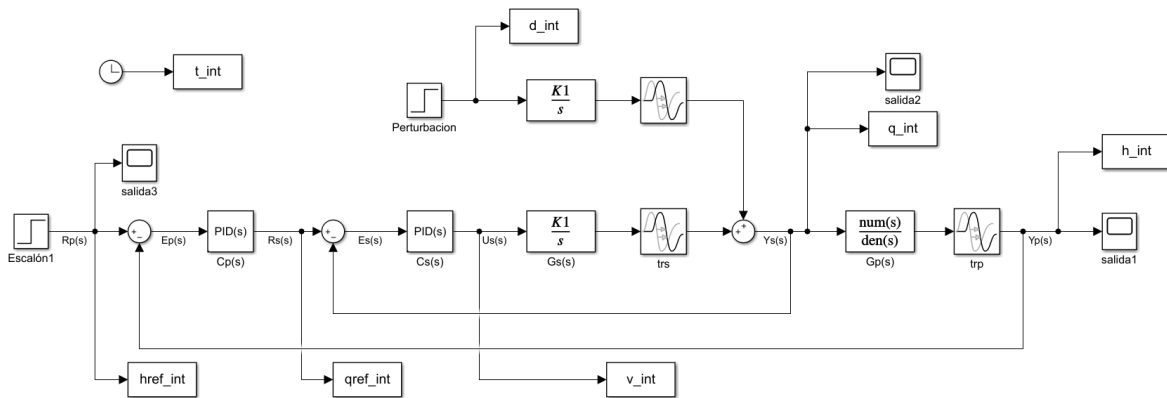 d_int
t_int
K1
s
Perturbacion
salida2
q_int
h_int
salida3
Rp(s)
Escalón1
+
−
Ep(s)
PID(s)
Cp(s)
Rs(s)
+
−
Es(s)
PID(s)
Cs(s)
Us(s)
K1
s
Gs(s)
trs
+
+
Ys(s)
num(s)
den(s)
Gp(s)
trp
Yp(s)
salida1
href_int
qref_int
v_int